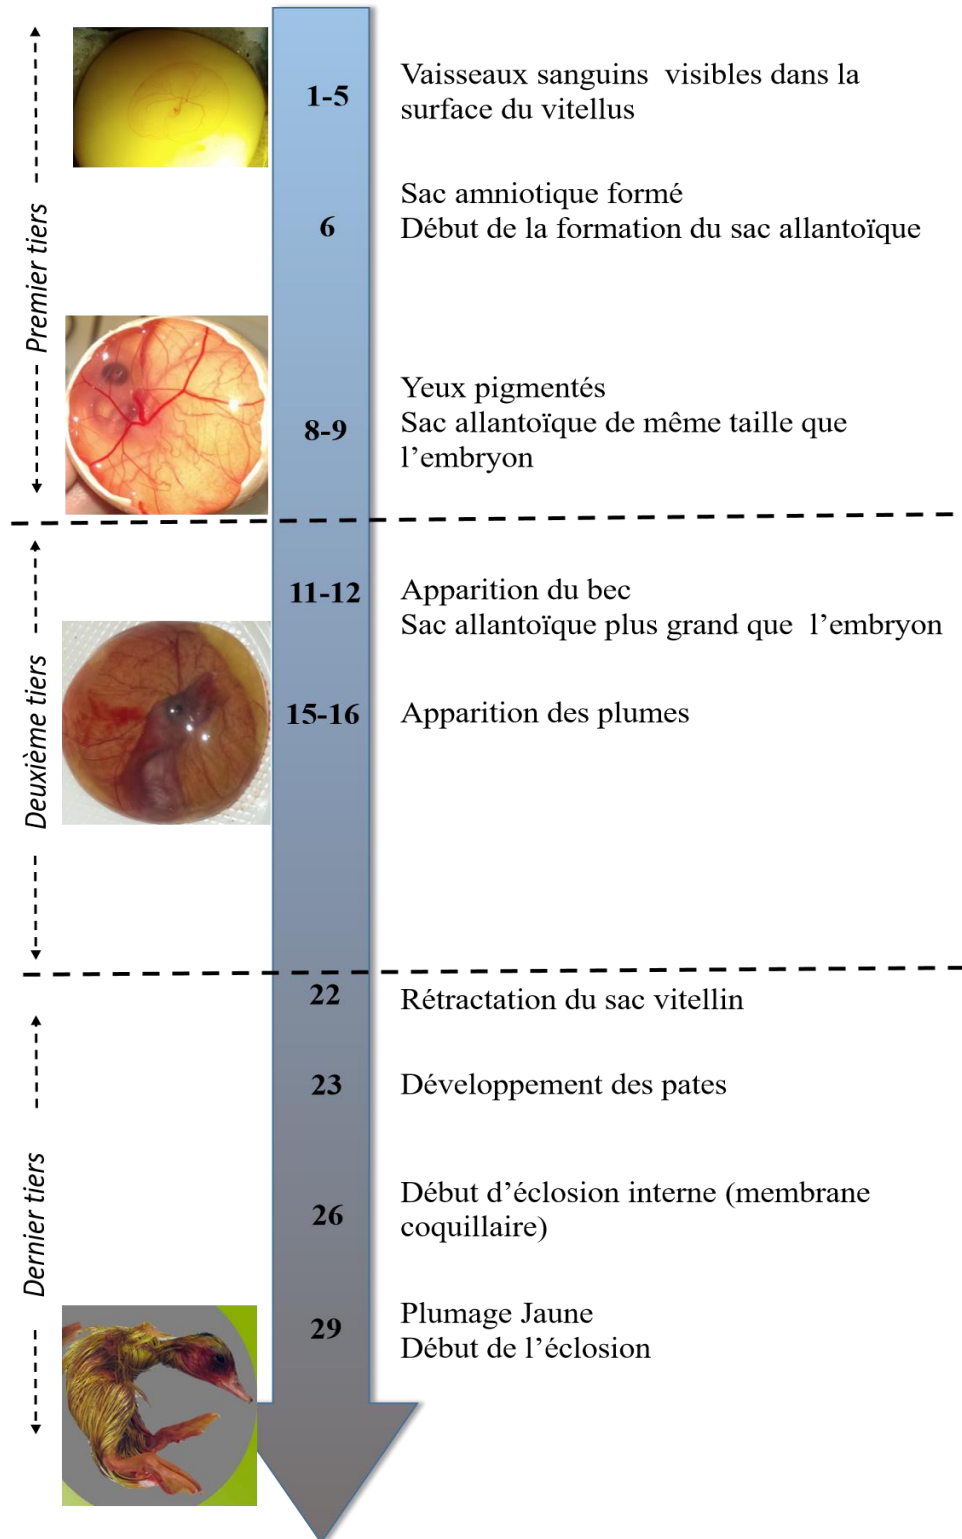 Premier tiers
1-5
Vaisseaux sanguins visibles dans la
surface du vitellus
6
Sac amniotique formé
Début de la formation du sac allantoïque
8-9
Yeux pigmentés
Sac allantoïque de même taille que
l’embryon
Deuxième tiers
11-12
Apparition du bec
Sac allantoïque plus grand que l’embryon
15-16
Apparition des plumes
Dernier tiers
22
Rétractation du sac vitellin
23
Développement des pates
26
Début d’éclosion interne (membrane
coquillaire)
29
Plumage Jaune
Début de l’éclosion